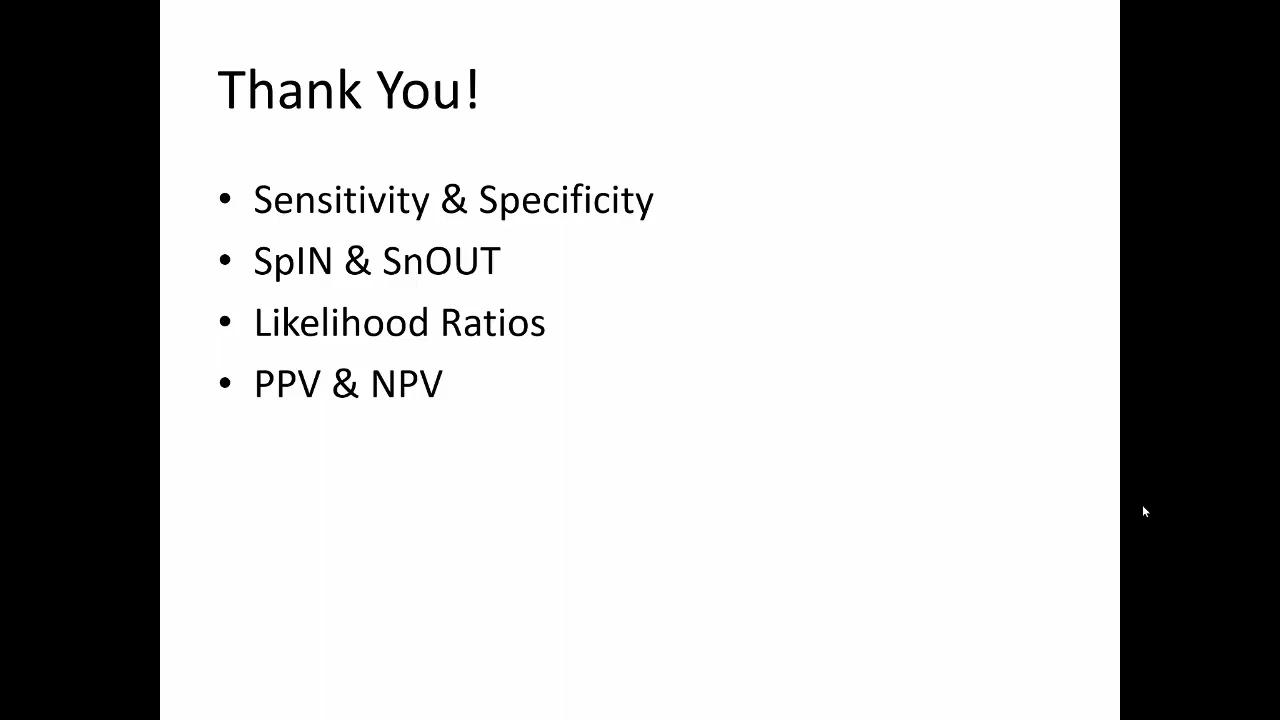 Thank You!
• Sensitivity & Specificity
• SpIN & SnOUT
• Likelihood Ratios
• PPV & NPV